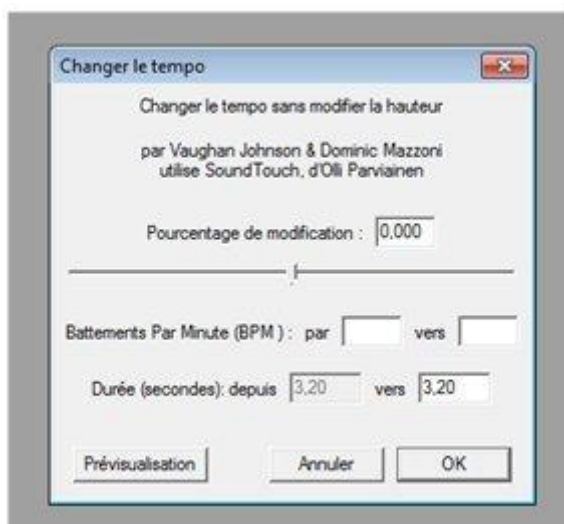 Changer le tempo
Changer le tempo sans modifier la hauteur
par Vaughan Johnson & Dominic Mazzoni
utilise SoundTouch, d'Olli Parviainen
Pourcentage de modification : 0,000
Battements Par Minute (BPM ) : par vers
Durée (secondes): depuis 3,20 vers 3,20
Prévisualisation Annuler OK